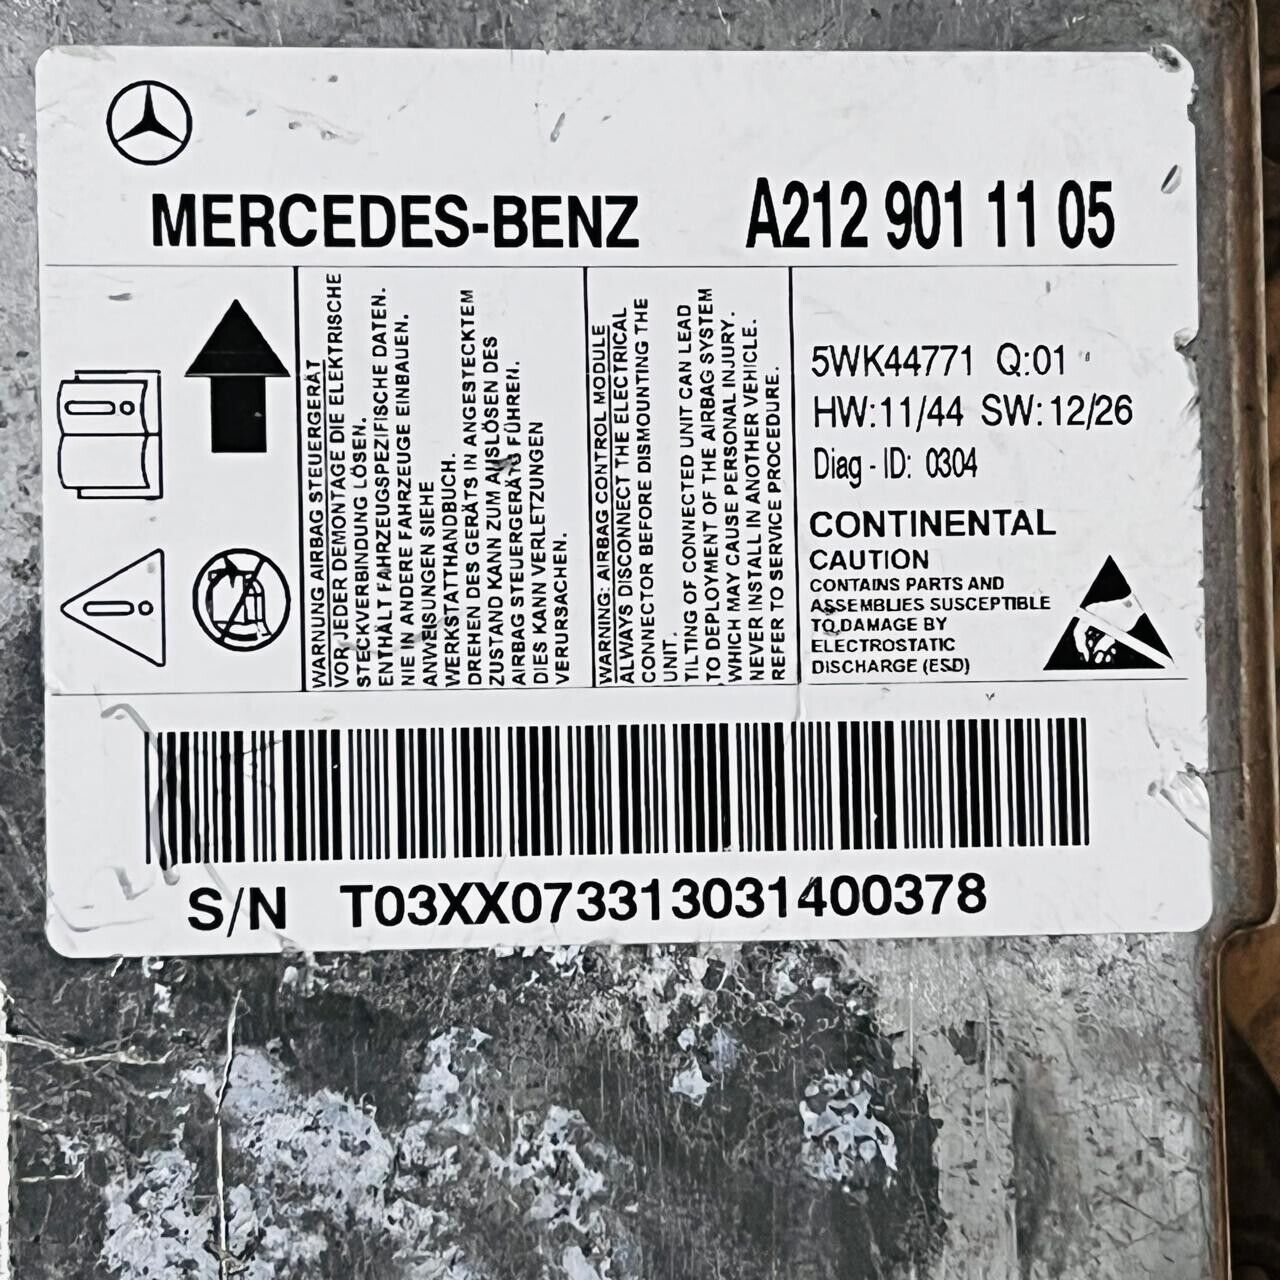 MERCEDES-BENZ A212 901 11 05
WARNUNG AIRBAG STEUERGERÄT
VOR JEDER DEMONTAGE DIE ELEKTRISCHE
STECKVERBINDUNG LÖSEN.
ENTHALT FAHRZEUGSPEZIFISCHE DATEN.
NIE IN ANDERE FAHRZEUGE EINBAUEN.
ANWEISUNGEN SIEHE
WERKSTATTHANDBUCH.
DREHEN DES GERÄTS IN ANGESTECKTEM
ZUSTAND KANN ZUM AUSLÖSEN DES
AIRBAG STEUERGERÄTG FÜHREN.
DIES KANN VERLETZUNGEN
VERURSACHEN.
WARNING: AIRBAG CONTROL MODULE
ALWAYS DISCONNECT THE ELECTRICAL
CONNECTOR BEFORE DISMOUNTING THE
UNIT.
TILTING OF CONNECTED UNIT CAN LEAD
TO DEPLOYMENT OF THE AIRBAG SYSTEM
WHICH MAY CAUSE PERSONAL INJURY.
NEVER INSTALL IN ANOTHER VEHICLE.
REFER TO SERVICE PROCEDURE.
5WK44771 Q:01
HW:11/44 SW:12/26
Diag - ID: 0304
CONTINENTAL
CAUTION
CONTAINS PARTS AND
ASSEMBLIES SUSCEPTIBLE
TO DAMAGE BY
ELECTROSTATIC
DISCHARGE (ESD)
S/N T03XX073313031400378